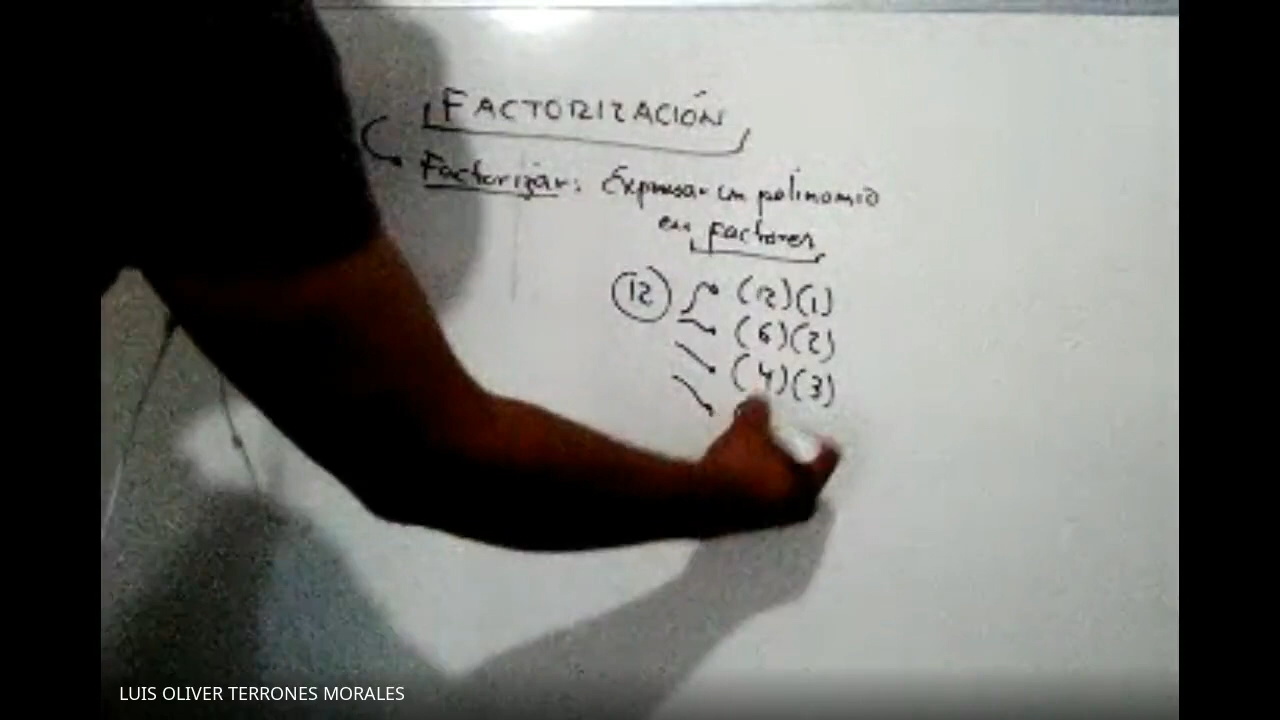 FACTORIZACIÓN
Factorizar: Expresar un polinomio
en factores
12 (12)(1)
(6)(2)
(4)(3)
LUIS OLIVER TERRONES MORALES